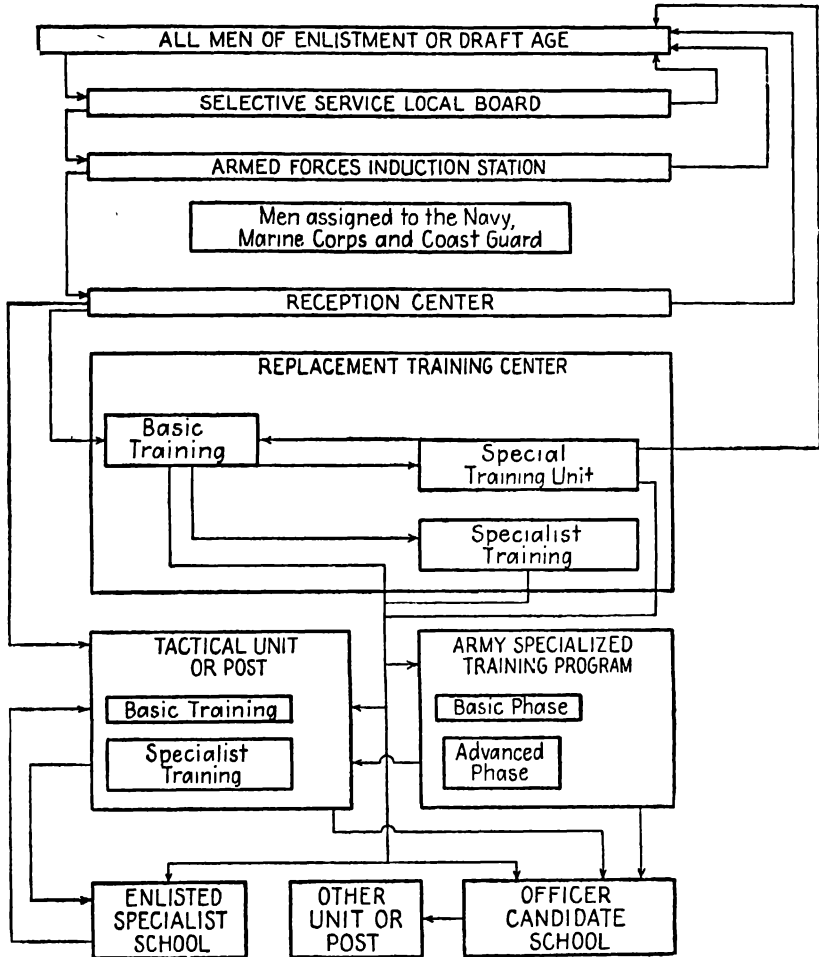 ALL MEN OF ENLISTMENT OR DRAFT AGE
SELECTIVE SERVICE LOCAL BOARD
ARMED FORCES INDUCTION STATION
Men assigned to the Navy,
Marine Corps and Coast Guard
RECEPTION CENTER
REPLACEMENT TRAINING CENTER
Basic
Training
Special
Training Unit
Specialist
Training
TACTICAL UNIT
OR POST
Basic Training
Specialist
Training
ARMY SPECIALIZED
TRAINING PROGRAM
Basic Phase
Advanced
Phase
ENLISTED
SPECIALIST
SCHOOL
OTHER
UNIT OR
POST
OFFICER
CANDIDATE
SCHOOL